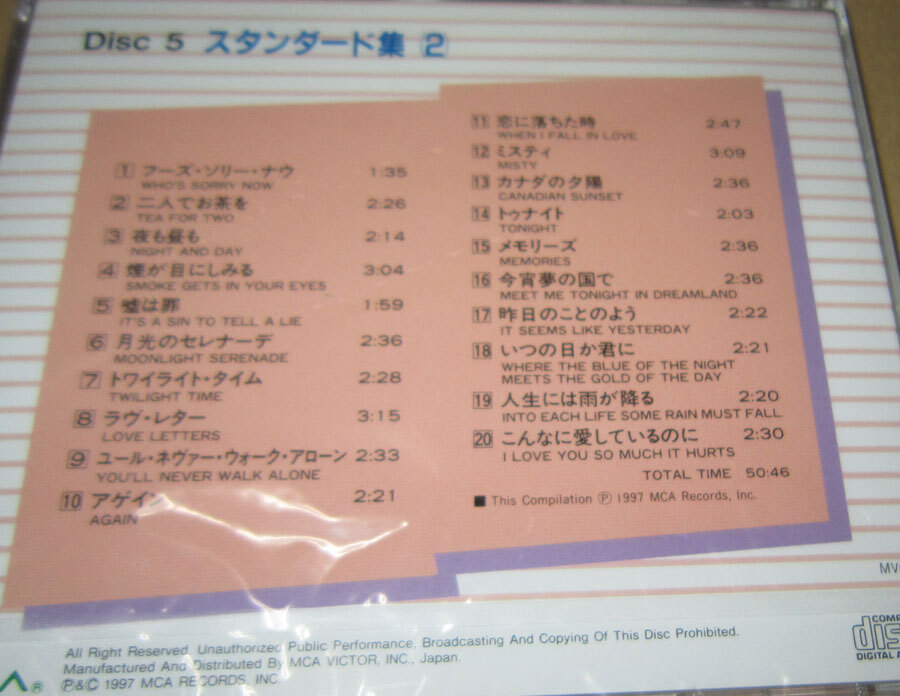 Disc 5 スタンダード集 2
1 フーズ・ソリー・ナウ 1:35
WHO'S SORRY NOW
2 二人でお茶を 2:26
TEA FOR TWO
3 夜も昼も 2:14
NIGHT AND DAY
4 煙が目にしみる 3:04
SMOKE GETS IN YOUR EYES
5 嘘は罪 1:59
IT'S A SIN TO TELL A LIE
6 月光のセレナーデ 2:36
MOONLIGHT SERENADE
7 トワイライト・タイム 2:28
TWILIGHT TIME
8 ラヴ・レター 3:15
LOVE LETTERS
9 ユール・ネヴァー・ウォーク・アローン 2:33
YOU'LL NEVER WALK ALONE
10 アゲイン 2:21
AGAIN
11 恋に落ちた時 2:47
WHEN I FALL IN LOVE
12 ミスティ 3:09
MISTY
13 カナダの夕陽 2:36
CANADIAN SUNSET
14 トゥナイト 2:03
TONIGHT
15 メモリーズ 2:36
MEMORIES
16 今宵夢の国で 2:36
MEET ME TONIGHT IN DREAMLAND
17 昨日のことのよう 2:22
IT SEEMS LIKE YESTERDAY
18 いつの日か君に 2:21
WHERE THE BLUE OF THE NIGHT
MEETS THE GOLD OF THE DAY
19 人生には雨が降る 2:20
INTO EACH LIFE SOME RAIN MUST FALL
20 こんなに愛しているのに 2:30
I LOVE YOU SO MUCH IT HURTS
TOTAL TIME 50:46
■ This Compilation Ⓟ 1997 MCA Records, Inc.
MV
All Right Reserved. Unauthorized Public Performance, Broadcasting And Copying Of This Disc Prohibited.
Manufactured And Distributed By MCA VICTOR, INC., Japan.
Ⓟ&© 1997 MCA RECORDS, INC.
COMP
disc
DIGITAL A
®